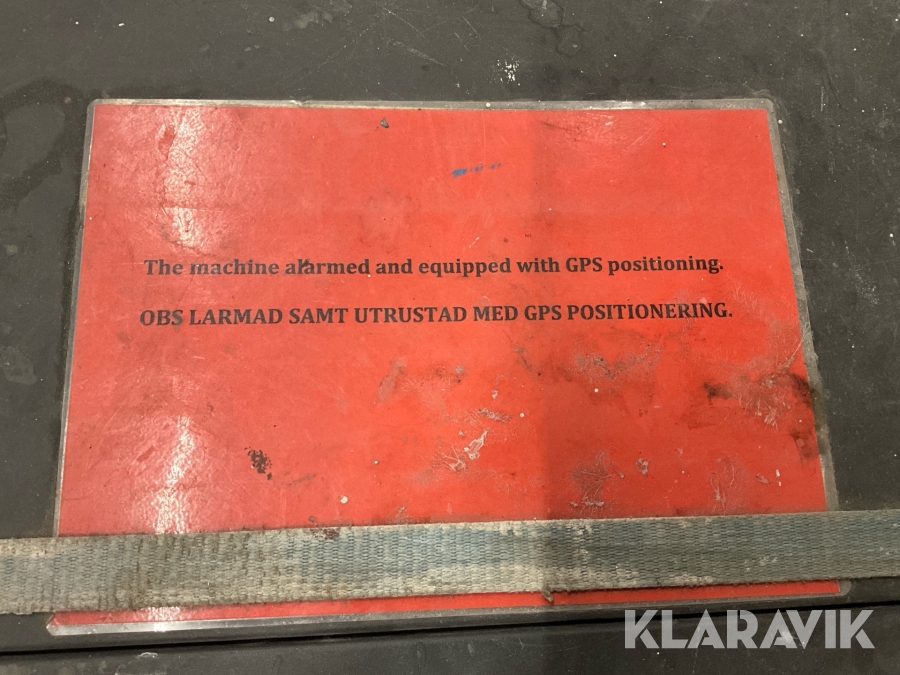 The machine alarmed and equipped with GPS positioning.
OBS LARMAD SAMT UTRUSTAD MED GPS POSITIONERING.
KLARAVIK